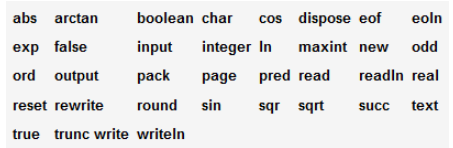 abs arctan boolean char cos dispose eof eoln
exp false input integer ln maxint new odd
ord output pack page pred read readln real
reset rewrite round sin sqr sqrt succ text
true trunc write writeln